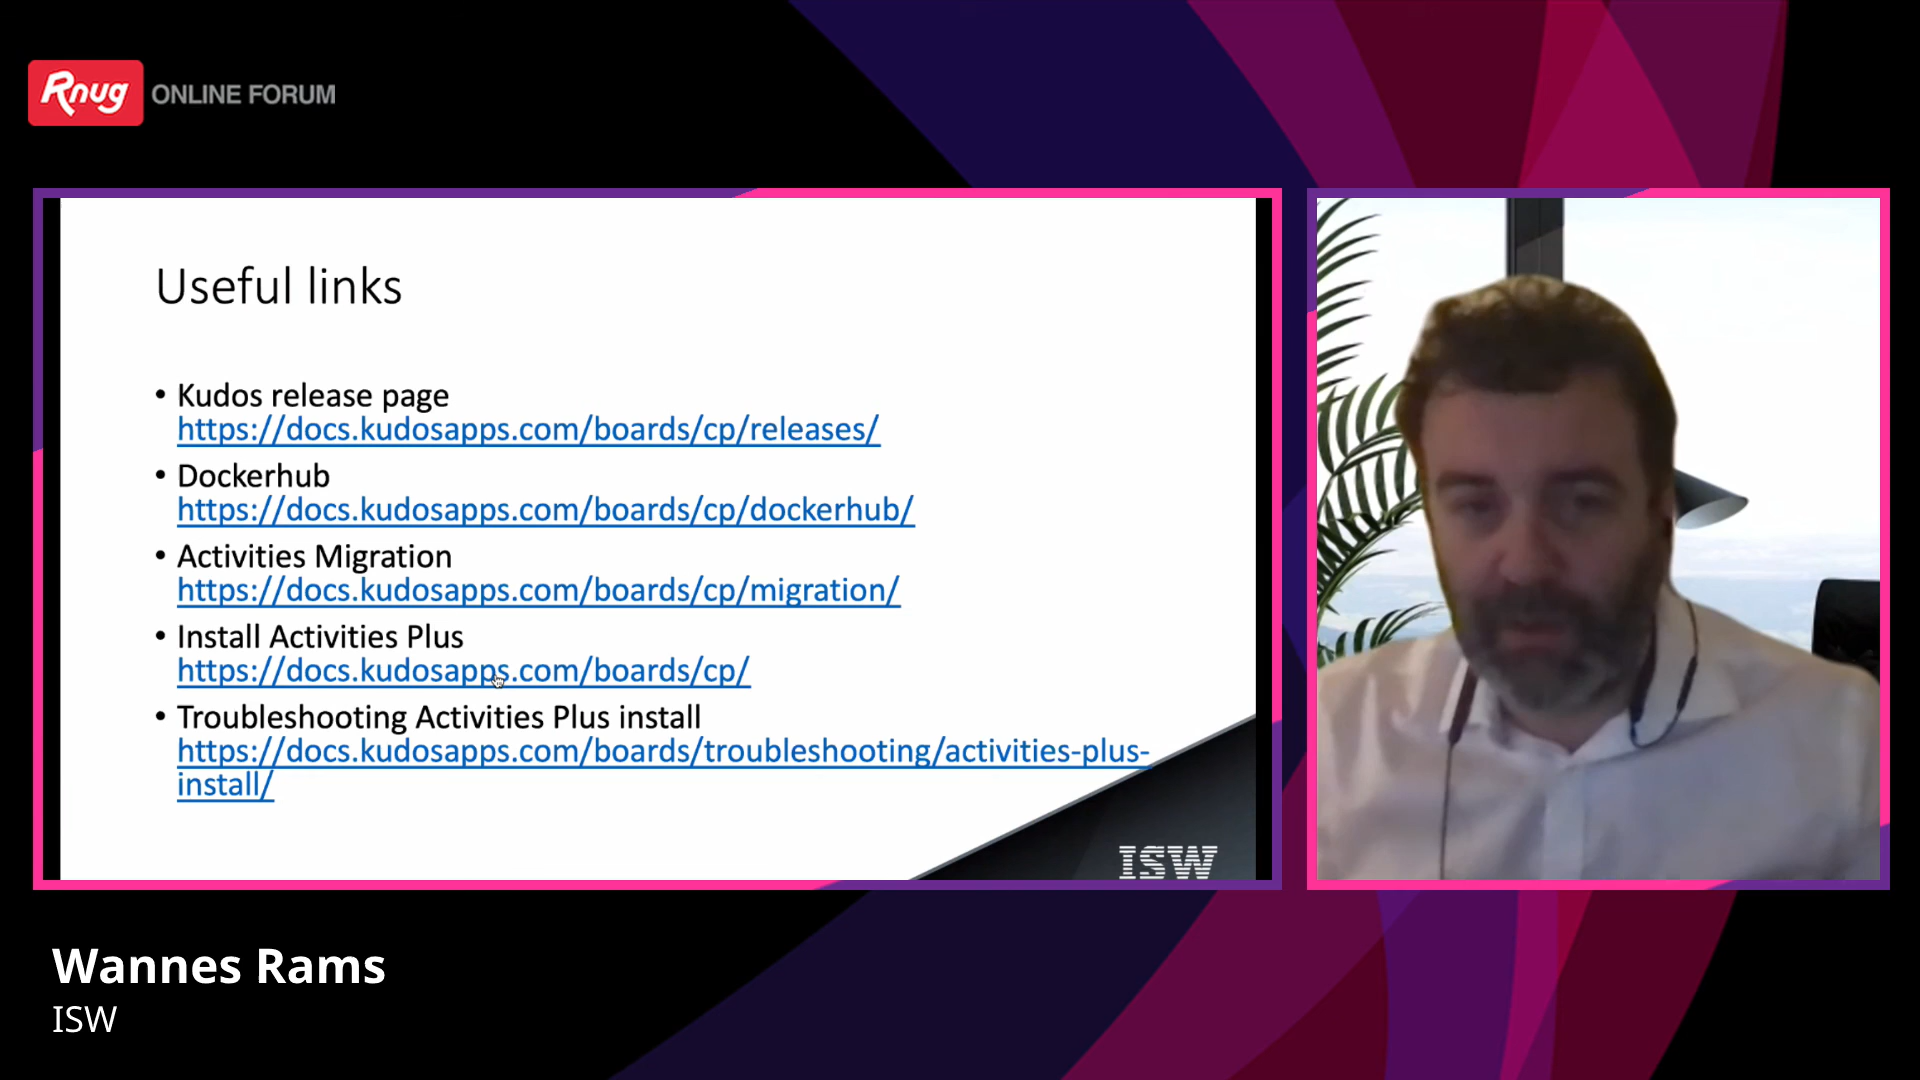 Rnug ONLINE FORUM
Useful links
• Kudos release page
https://docs.kudosapps.com/boards/cp/releases/
• Dockerhub
https://docs.kudosapps.com/boards/cp/dockerhub/
• Activities Migration
https://docs.kudosapps.com/boards/cp/migration/
• Install Activities Plus
https://docs.kudosapps.com/boards/cp/
• Troubleshooting Activities Plus install
https://docs.kudosapps.com/boards/troubleshooting/activities-plus-
install/
ISW
Wannes Rams
ISW